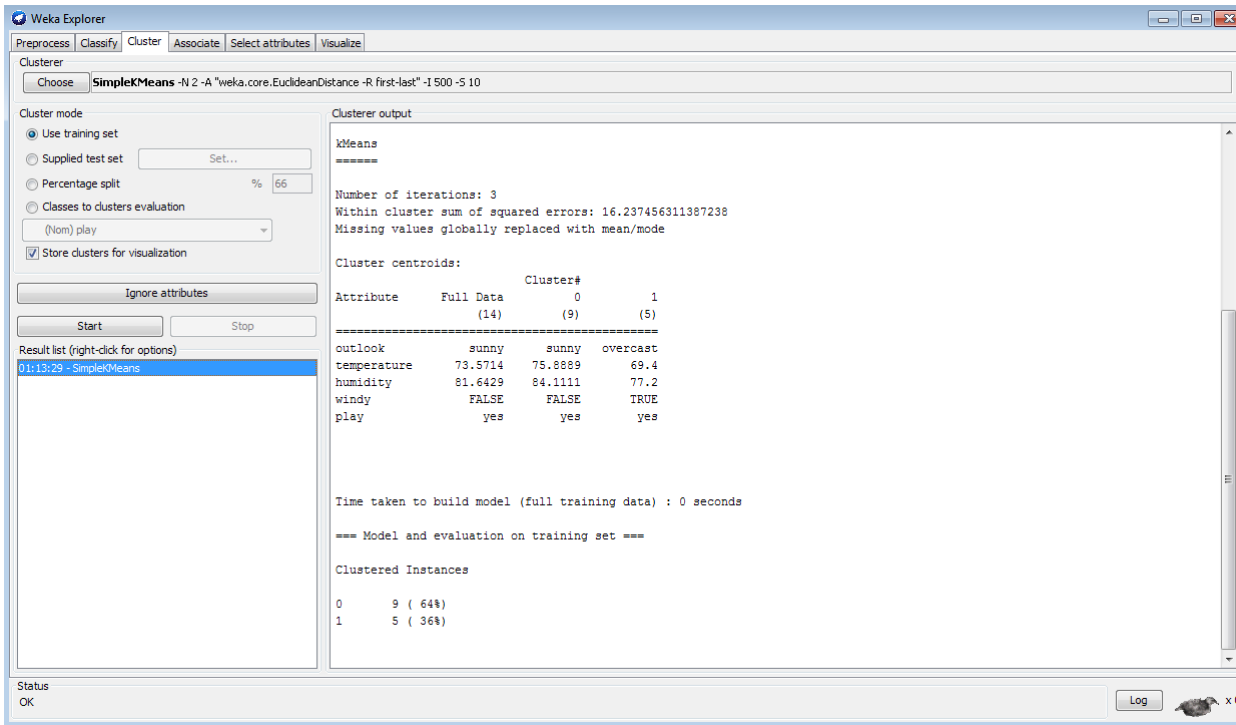 Weka Explorer
Preprocess Classify Cluster Associate Select attributes Visualize
Clusterer
Choose SimpleKMeans -N 2 -A "weka.core.EuclideanDistance -R first-last" -I 500 -S 10
Cluster mode
Use training set
Supplied test set Set...
Percentage split % 66
Classes to clusters evaluation
(Nom) play
Store clusters for visualization
Ignore attributes
Start Stop
Result list (right-click for options)
01:13:29 - SimpleKMeans
Clusterer output
kMeans
======
Number of iterations: 3
Within cluster sum of squared errors: 16.237456311387238
Missing values globally replaced with mean/mode
Cluster centroids:
Cluster#
Attribute Full Data 0 1
(14) (9) (5)
==============================================
outlook sunny sunny overcast
temperature 73.5714 75.8889 69.4
humidity 81.6429 84.1111 77.2
windy FALSE FALSE TRUE
play yes yes yes
Time taken to build model (full training data) : 0 seconds
=== Model and evaluation on training set ===
Clustered Instances
0 9 ( 64%)
1 5 ( 36%)
Status
OK
Log x